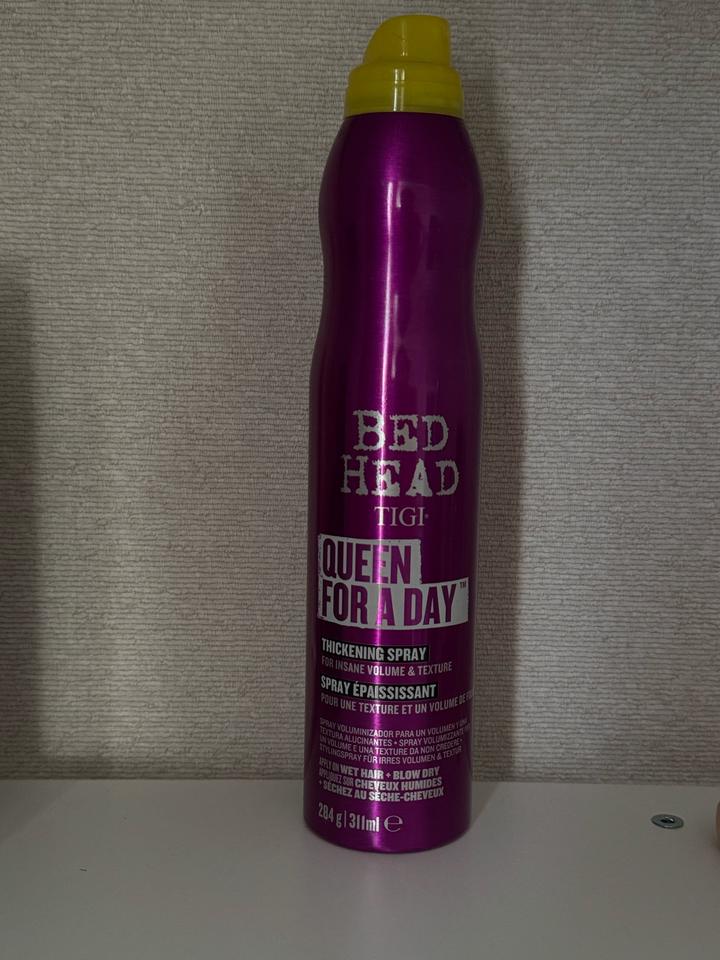 BED
HEAD
TIGI
QUEEN
FOR A DAY™
THICKENING SPRAY
FOR INSANE VOLUME & TEXTURE
SPRAY ÉPAISSISSANT
POUR UNE TEXTURE ET UN VOLUME DE
SPRAY VOLUMINIZADOR PARA UN VOLUMEN Y UNA
TEXTURA ALUCINANTES • SPRAY VOLUMIZZANTE
UN VOLUME E UNA TEXTURA DA NON CREDERE •
STYLINGSPRAY FÜR IRRES VOLUMEN & TEXTUR
APPLY ON WET HAIR + BLOW DRY
APPLIQUEZ SUR CHEVEUX HUMIDES
+ SÉCHEZ AU SÈCHE-CHEVEUX
284 g | 311ml ℮